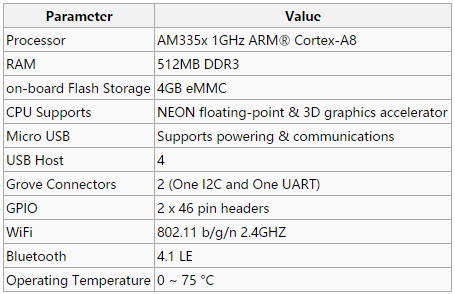 Parameter Value
Processor AM335x 1GHz ARM® Cortex-A8
RAM 512MB DDR3
on-board Flash Storage 4GB eMMC
CPU Supports NEON floating-point & 3D graphics accelerator
Micro USB Supports powering & communications
USB Host 4
Grove Connectors 2 (One I2C and One UART)
GPIO 2 x 46 pin headers
WiFi 802.11 b/g/n 2.4GHZ
Bluetooth 4.1 LE
Operating Temperature 0 ~ 75 °C